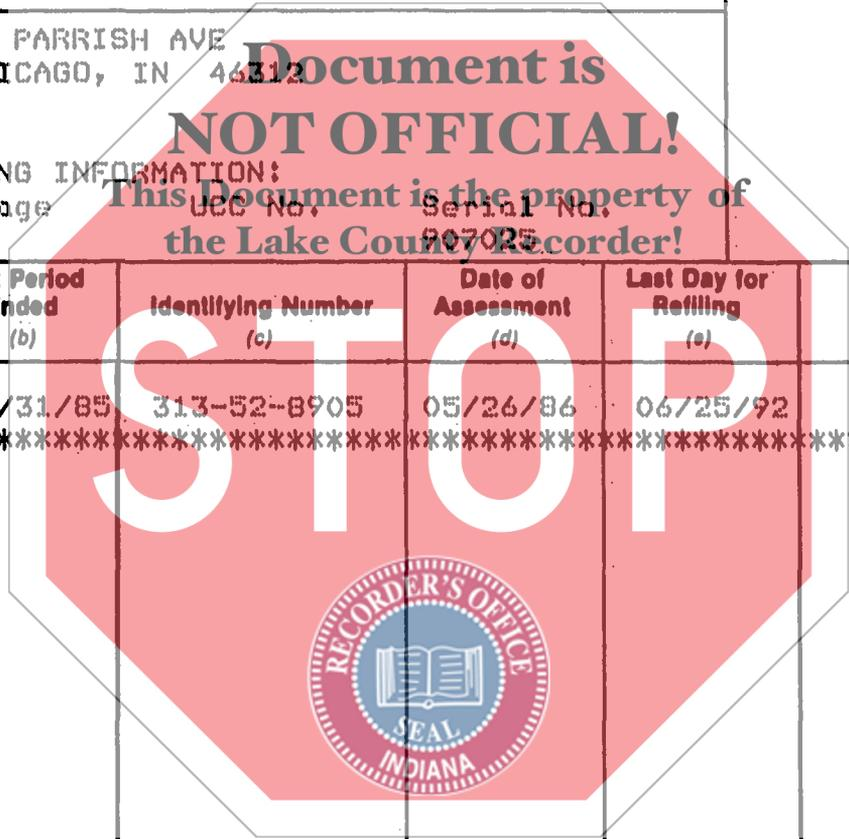 PARRISH AVE
ICAGO, IN 46312
Document is
NOT OFFICIAL!
NG INFORMATION:
This Document is the property of
age UCC No. Serial No.
the Lake County Recorder!
Period
nded
(b)
Identifying Number
(c)
Date of
Assessment
(d)
Last Day for
Refiling
(e)
STOP
/31/85 313-52-8905 05/26/86 06/25/92
******************************************
RECORDER'S OFFICE
SEAL
INDIANA